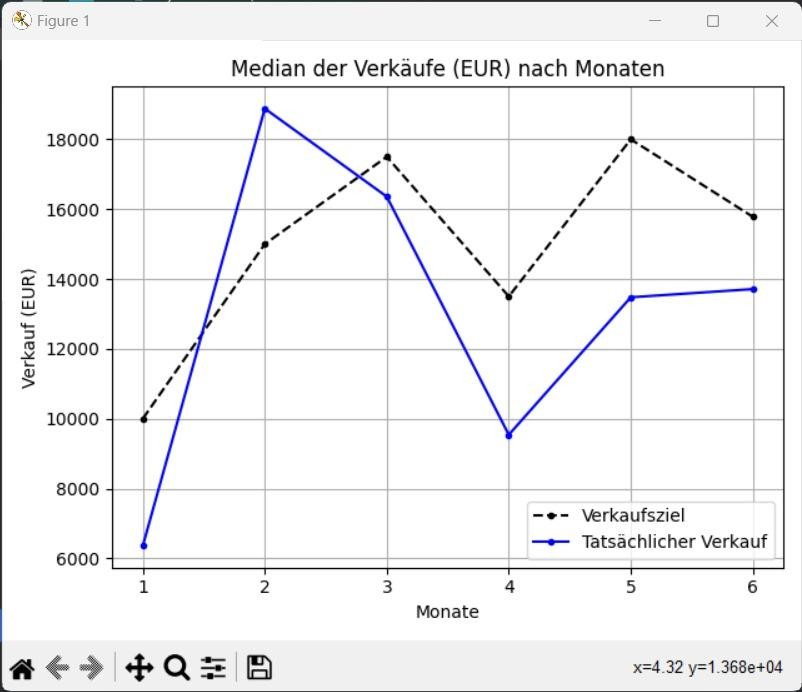 Figure 1
Median der Verkäufe (EUR) nach Monaten
Verkauf (EUR)
18000
16000
14000
12000
10000
8000
6000
Verkaufsziel
Tatsächlicher Verkauf
1 2 3 4 5 6
Monate
x=4.32 y=1.368e+04